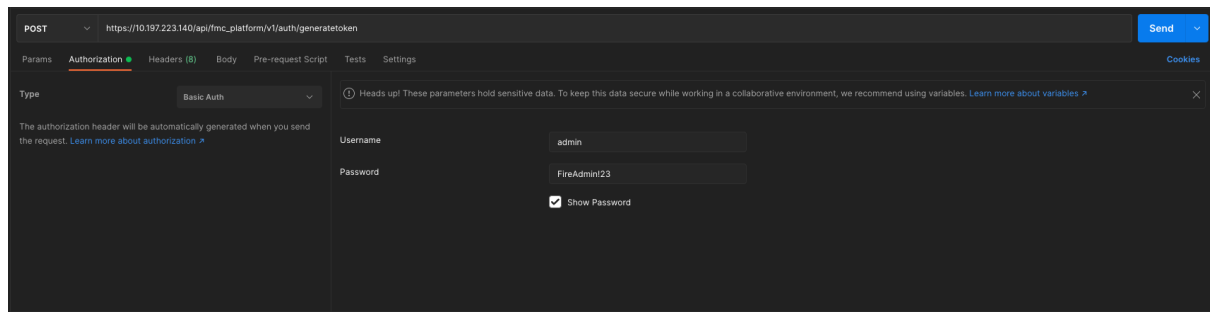 POST https://10.197.223.140/api/fmc_platform/v1/auth/generatetoken Send
Params Authorization Headers (8) Body Pre-request Script Tests Settings Cookies
Type Basic Auth
The authorization header will be automatically generated when you send
the request. Learn more about authorization ↗
Heads up! These parameters hold sensitive data. To keep this data secure while working in a collaborative environment, we recommend using variables. Learn more about variables ↗
Username admin
Password FireAdmin!23
Show Password